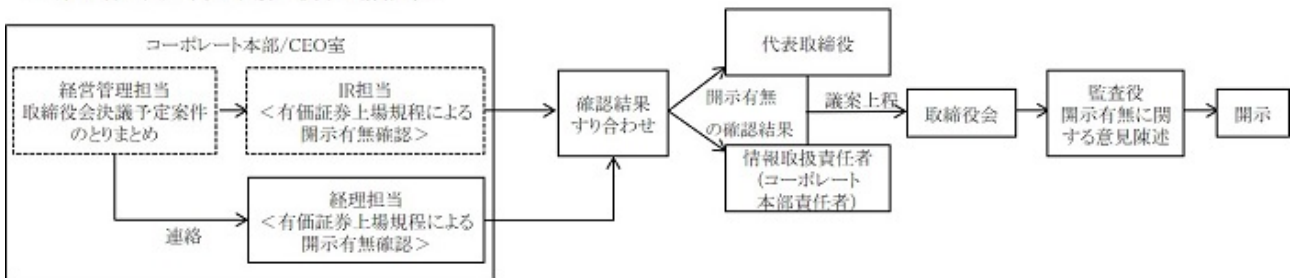 コーポレート本部/CEO室
経営管理担当
取締役会決議予定案件
のとりまとめ
IR担当
<有価証券上場規程による
開示有無確認>
連絡
経理担当
<有価証券上場規程による
開示有無確認>
確認結果
すり合わせ
代表取締役
開示有無
の確認結果
情報取扱責任者
(コーポレート
本部責任者)
議案上程
取締役会
監査役
開示有無に関
する意見陳述
開示